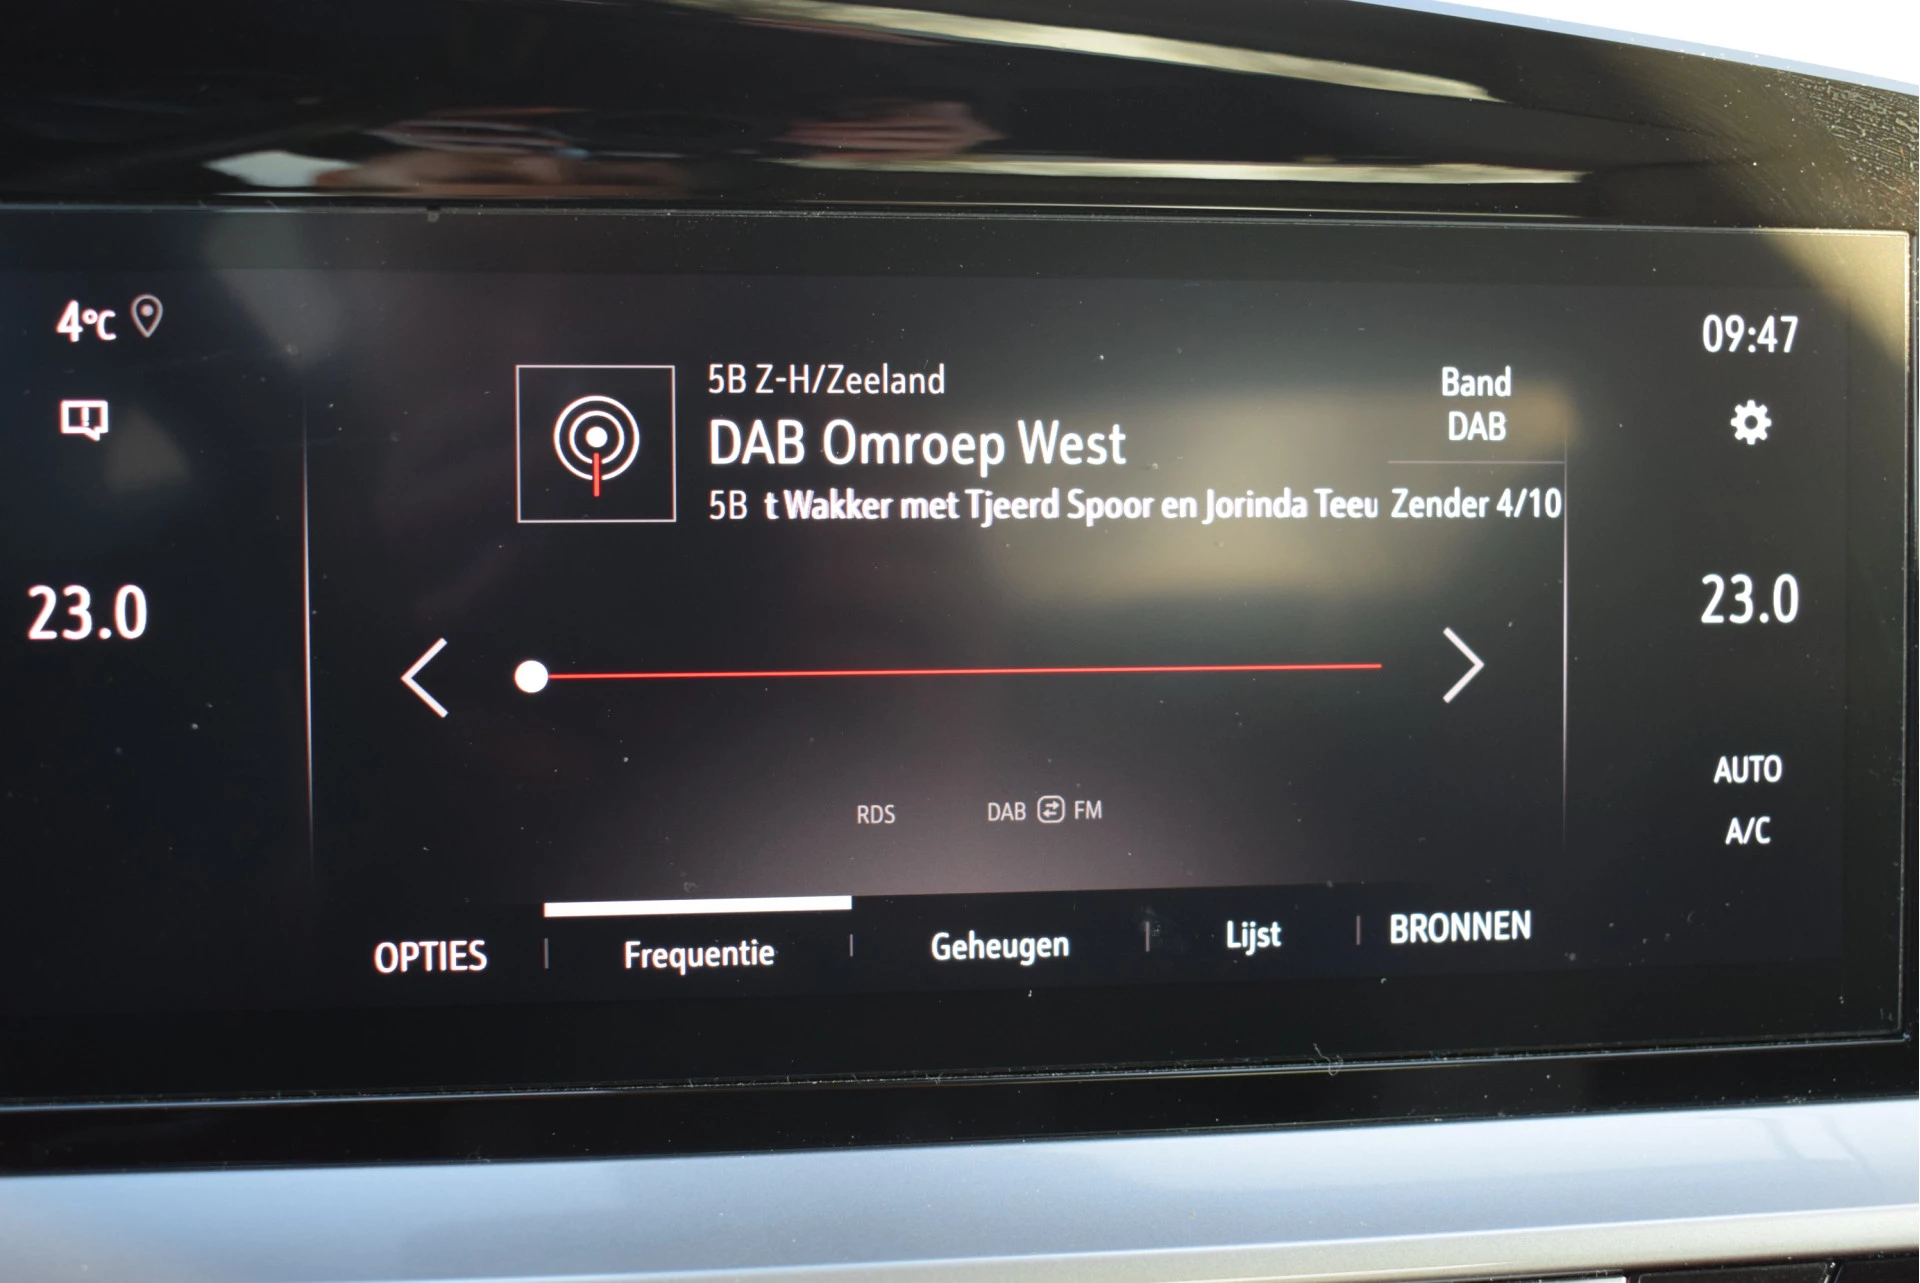 4°C
09:47
5B Z-H/Zeeland
DAB Omroep West
5B t Wakker met Tjeerd Spoor en Jorinda Teeu
Band
DAB
Zender 4/10
23.0
23.0
AUTO
A/C
RDS
DAB FM
OPTIES
Frequentie
Geheugen
Lijst
BRONNEN